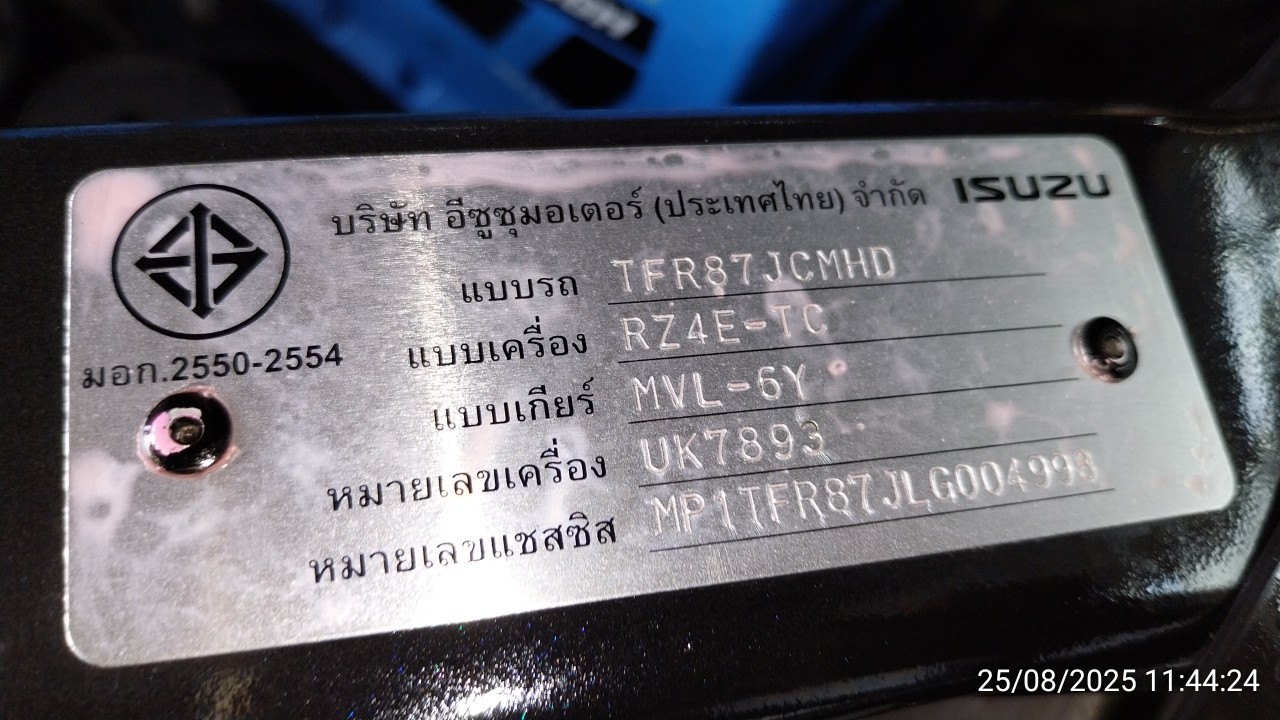 บริษัท อีซูซุมอเตอร์ (ประเทศไทย) จำกัด ISUZU
แบบรถ TFR87JCMHD
แบบเครื่อง RZ4E-TC
มอก.2550-2554
แบบเกียร์ MVL-6Y
หมายเลขเครื่อง UK7893
หมายเลขแชสซิส MP1TFR87JLG004998
25/08/2025 11:44:24